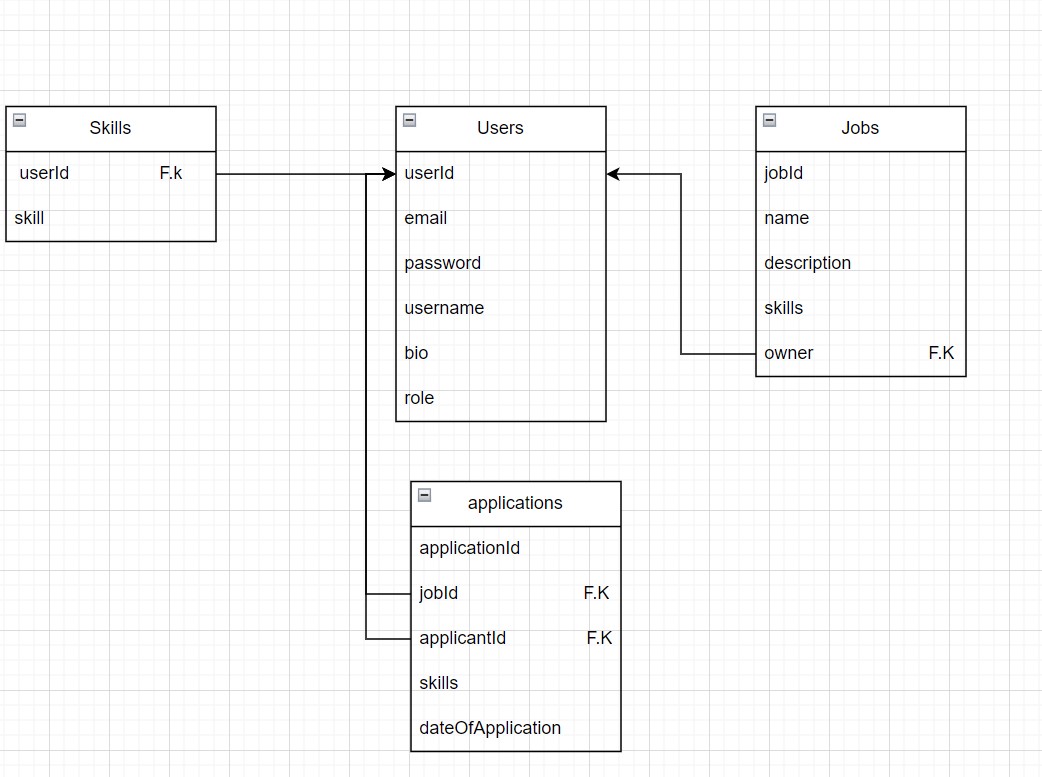 Skills
userId F.k
skill
Users
userId
email
password
username
bio
role
Jobs
jobId
name
description
skills
owner F.K
applications
applicationId
jobId F.K
applicantId F.K
skills
dateOfApplication